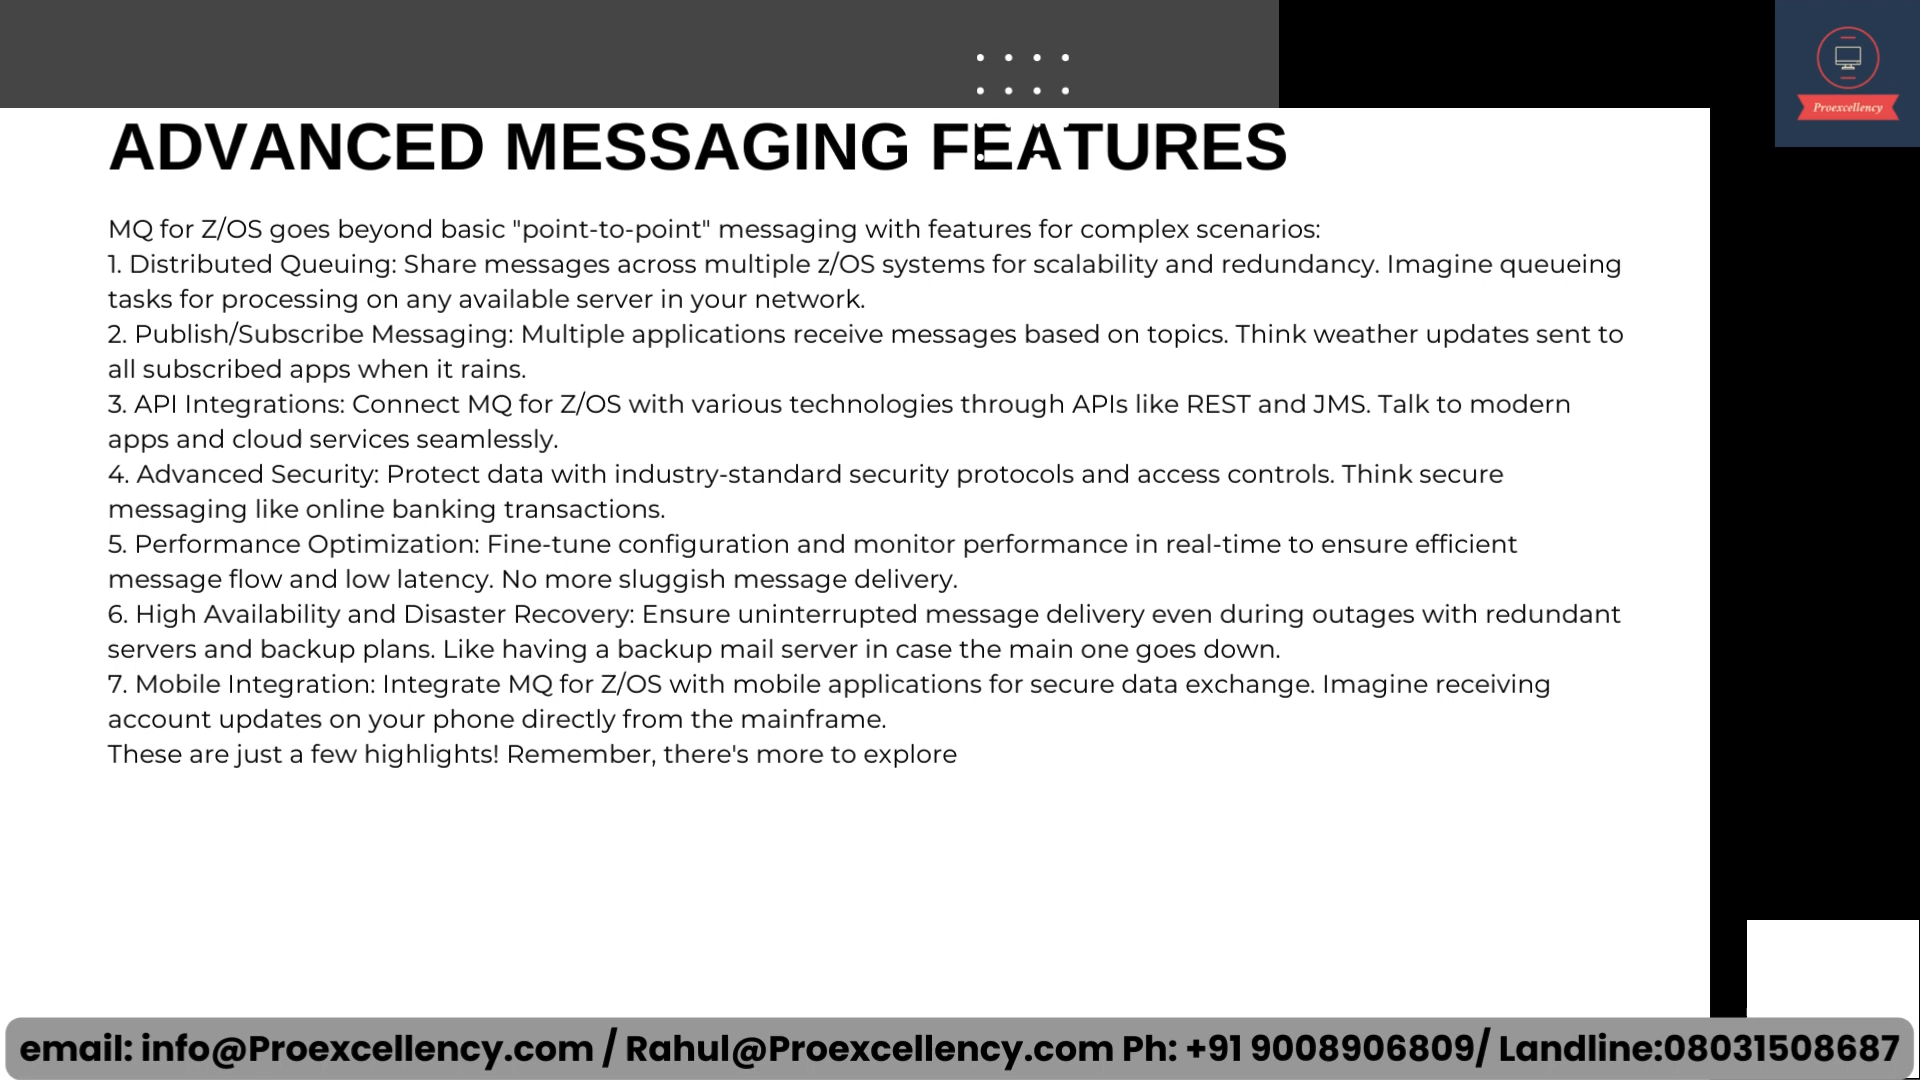 Proexcellency
ADVANCED MESSAGING FEATURES
MQ for Z/OS goes beyond basic "point-to-point" messaging with features for complex scenarios:
1. Distributed Queuing: Share messages across multiple z/OS systems for scalability and redundancy. Imagine queueing
tasks for processing on any available server in your network.
2. Publish/Subscribe Messaging: Multiple applications receive messages based on topics. Think weather updates sent to
all subscribed apps when it rains.
3. API Integrations: Connect MQ for Z/OS with various technologies through APIs like REST and JMS. Talk to modern
apps and cloud services seamlessly.
4. Advanced Security: Protect data with industry-standard security protocols and access controls. Think secure
messaging like online banking transactions.
5. Performance Optimization: Fine-tune configuration and monitor performance in real-time to ensure efficient
message flow and low latency. No more sluggish message delivery.
6. High Availability and Disaster Recovery: Ensure uninterrupted message delivery even during outages with redundant
servers and backup plans. Like having a backup mail server in case the main one goes down.
7. Mobile Integration: Integrate MQ for Z/OS with mobile applications for secure data exchange. Imagine receiving
account updates on your phone directly from the mainframe.
These are just a few highlights! Remember, there's more to explore
email: info@Proexcellency.com / Rahul@Proexcellency.com Ph: +91 9008906809/ Landline:08031508687